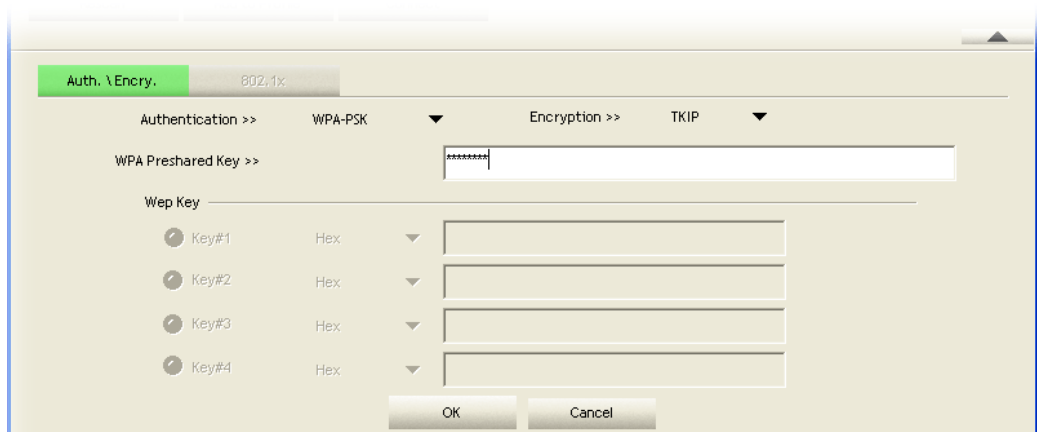 Auth. \ Encry. 802.1x
Authentication >> WPA-PSK Encryption >> TKIP
WPA Preshared Key >> ********
Wep Key
Key#1 Hex
Key#2 Hex
Key#3 Hex
Key#4 Hex
OK Cancel